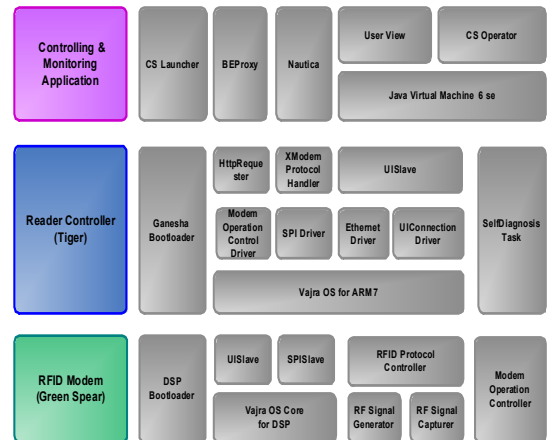 Controlling &
Monitoring
Application
CS Launcher
BEProxy
Nautica
User View
CS Operator
Java Virtual Machine 6 se
Reader Controller
(Tiger)
Ganesha
Bootloader
HttpReque
ster
XModem
Protocol
Handler
UISlave
SelfDiagnosis
Task
Modem
Operation
Control
Driver
SPI Driver
Ethernet
Driver
UIConnection
Driver
Vajra OS for ARM7
RFID Modem
(Green Spear)
DSP
Bootloader
UISlave
SPISlave
RFID Protocol
Controller
Modem
Operation
Controller
Vajra OS Core
for DSP
RF Signal
Generator
RF Signal
Capturer